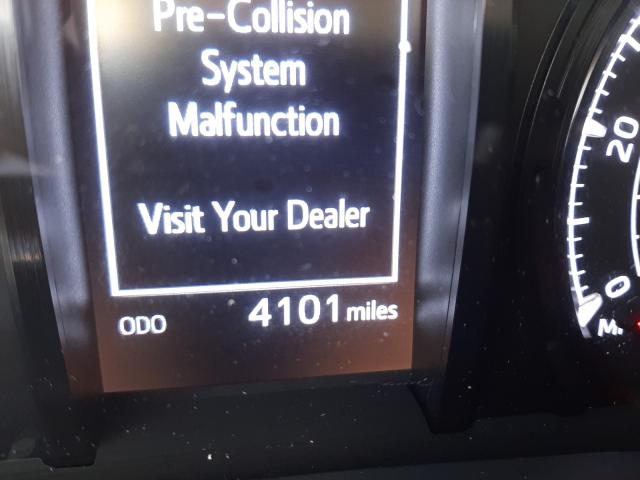 Pre-Collision
System
Malfunction
Visit Your Dealer
ODO 4101 miles
20
0